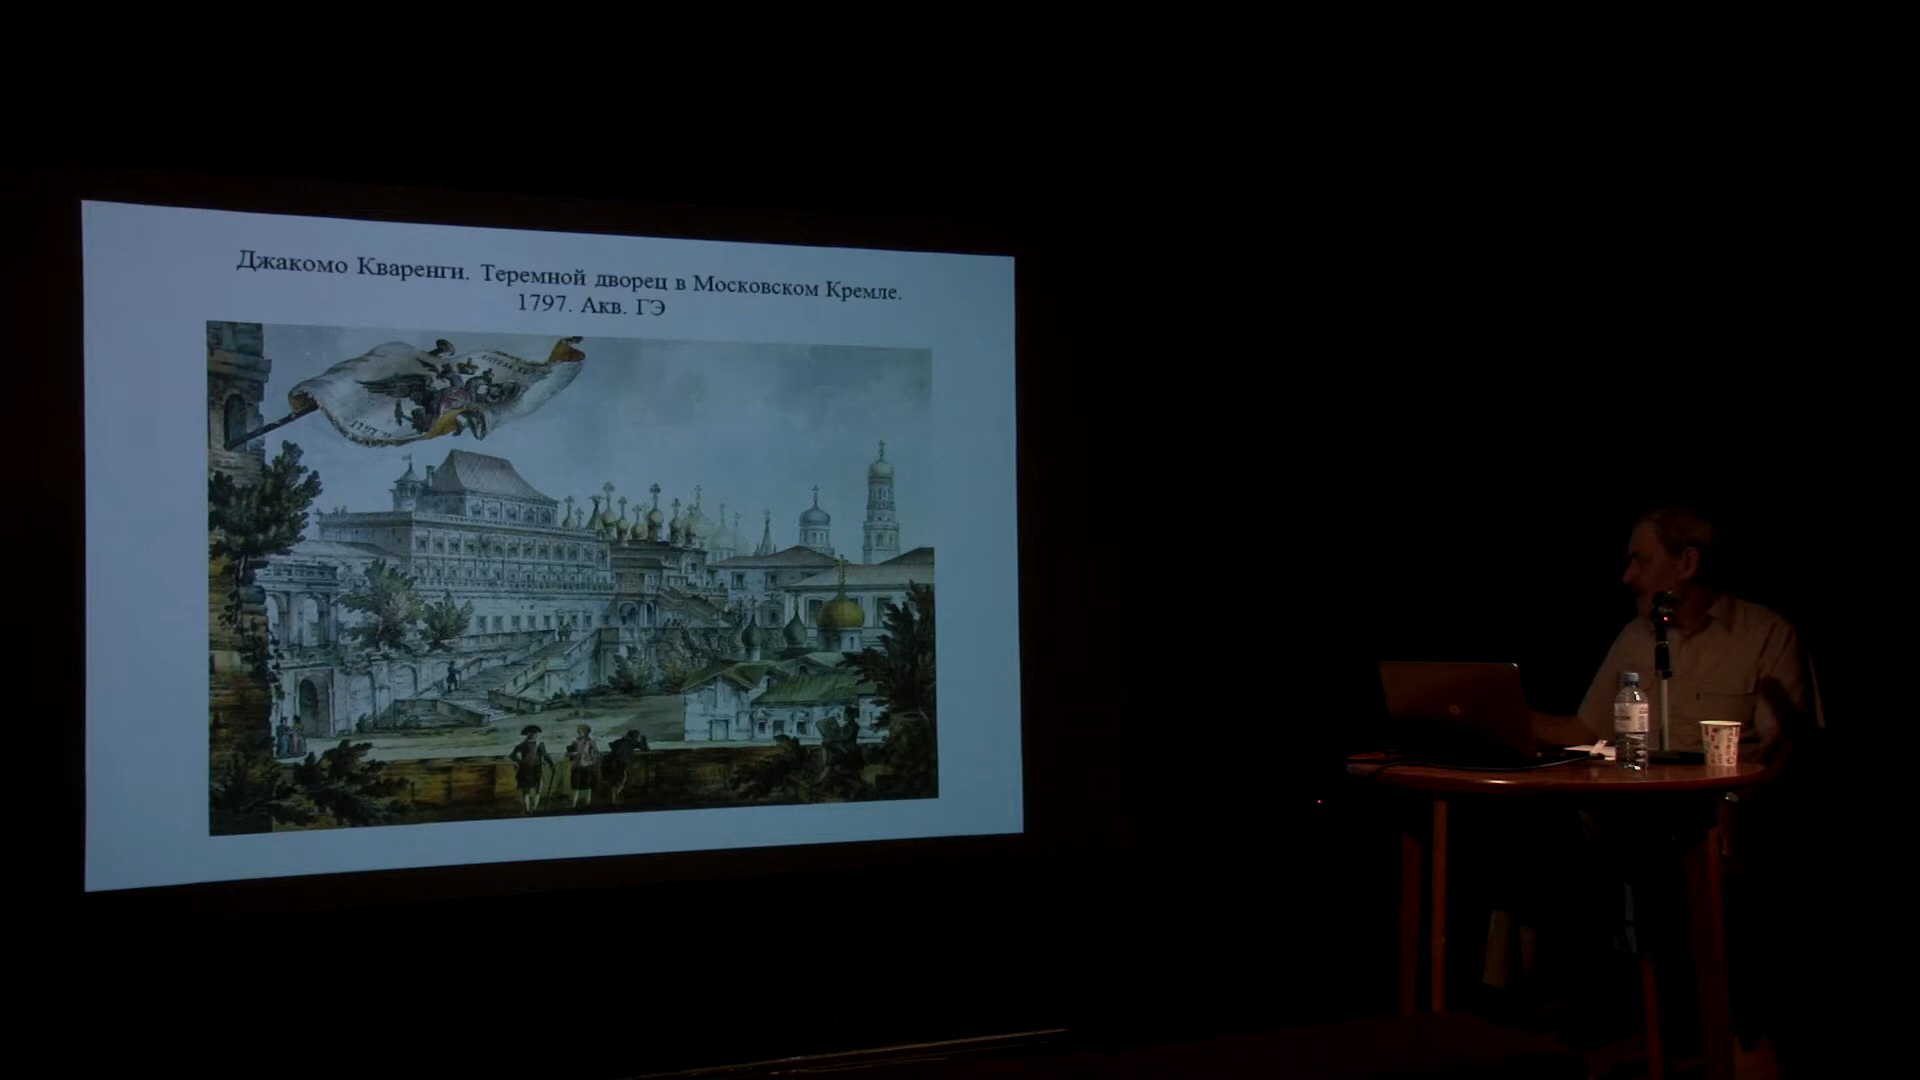 Джакомо Кваренги. Теремной дворец в Московском Кремле.
1797. Акв. ГЭ